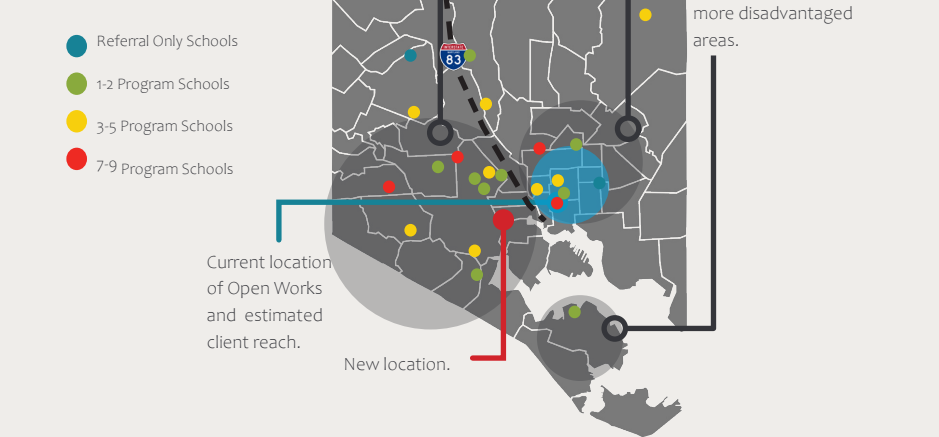 more disadvantaged
areas.
Referral Only Schools
1-2 Program Schools
3-5 Program Schools
7-9 Program Schools
INTERSTATE
83
Current location
of Open Works
and estimated
client reach.
New location.